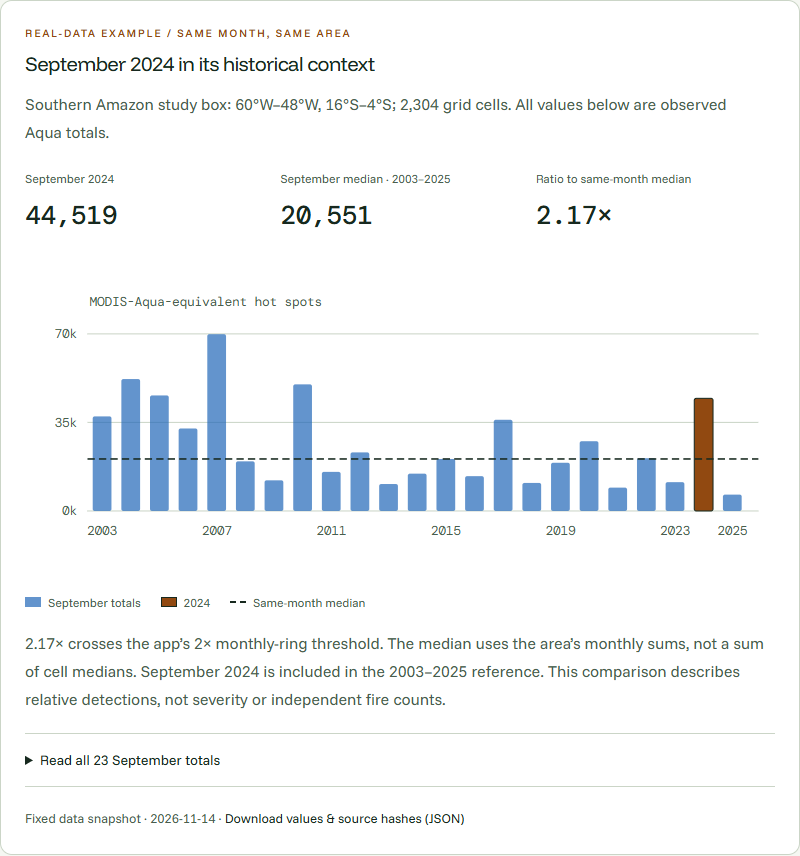 REAL-DATA EXAMPLE / SAME MONTH, SAME AREA
September 2024 in its historical context
Southern Amazon study box: 60°W–48°W, 16°S–4°S; 2,304 grid cells. All values below are observed
Aqua totals.
September 2024
September median · 2003–2025
Ratio to same-month median
44,519
20,551
2.17×
MODIS-Aqua-equivalent hot spots
70k
35k
0k
2003
2007
2011
2015
2019
2023
2025
September totals
2024
Same-month median
2.17× crosses the app’s 2× monthly-ring threshold. The median uses the area’s monthly sums, not a sum
of cell medians. September 2024 is included in the 2003–2025 reference. This comparison describes
relative detections, not severity or independent fire counts.
Read all 23 September totals
Fixed data snapshot · 2026-11-14 · Download values & source hashes (JSON)